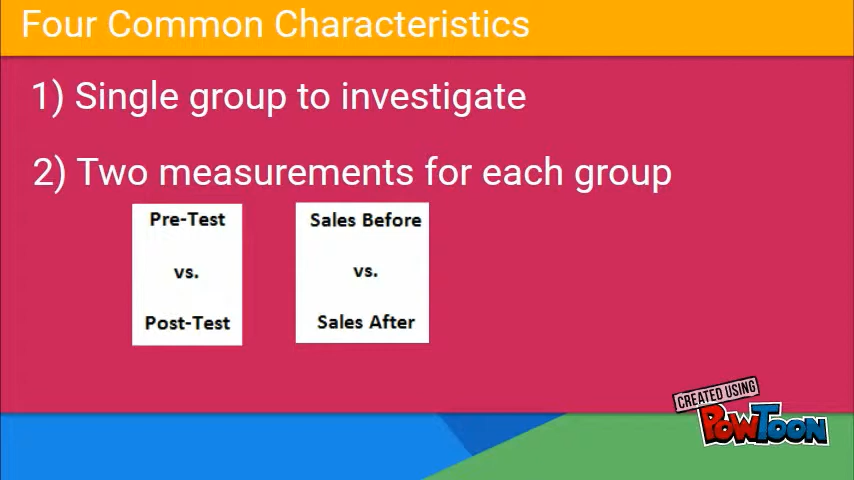 Four Common Characteristics
1) Single group to investigate
2) Two measurements for each group
Pre-Test
vs.
Post-Test
Sales Before
vs.
Sales After
CREATED USING
POWTOON